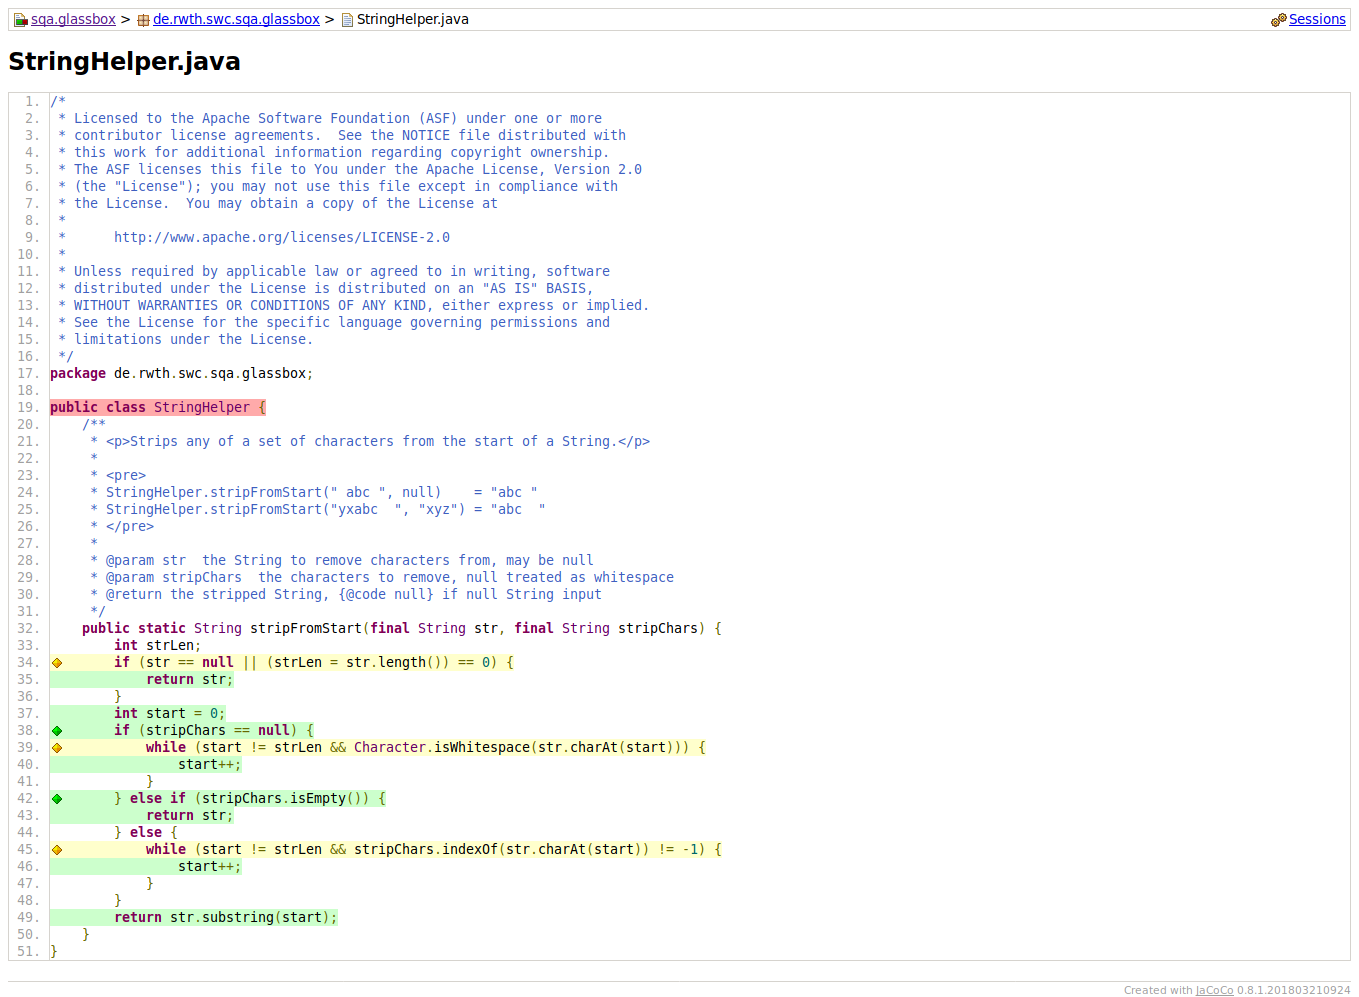 sqa.glassbox > de.rwth.swc.sqa.glassbox > StringHelper.java Sessions
StringHelper.java
1. /*
2.  * Licensed to the Apache Software Foundation (ASF) under one or more
3.  * contributor license agreements.  See the NOTICE file distributed with
4.  * this work for additional information regarding copyright ownership.
5.  * The ASF licenses this file to You under the Apache License, Version 2.0
6.  * (the "License"); you may not use this file except in compliance with
7.  * the License.  You may obtain a copy of the License at
8.  *
9.  *      http://www.apache.org/licenses/LICENSE-2.0
10.  *
11.  * Unless required by applicable law or agreed to in writing, software
12.  * distributed under the License is distributed on an "AS IS" BASIS,
13.  * WITHOUT WARRANTIES OR CONDITIONS OF ANY KIND, either express or implied.
14.  * See the License for the specific language governing permissions and
15.  * limitations under the License.
16.  */
17. package de.rwth.swc.sqa.glassbox;
18.
19. public class StringHelper {
20.     /**
21.      * <p>Strips any of a set of characters from the start of a String.</p>
22.      *
23.      * <pre>
24.      * StringHelper.stripFromStart(" abc ", null)    = "abc "
25.      * StringHelper.stripFromStart("yxabc  ", "xyz") = "abc  "
26.      * </pre>
27.      *
28.      * @param str  the String to remove characters from, may be null
29.      * @param stripChars  the characters to remove, null treated as whitespace
30.      * @return the stripped String, {@code null} if null String input
31.      */
32.     public static String stripFromStart(final String str, final String stripChars) {
33.         int strLen;
34.         if (str == null || (strLen = str.length()) == 0) {
35.             return str;
36.         }
37.         int start = 0;
38.         if (stripChars == null) {
39.             while (start != strLen && Character.isWhitespace(str.charAt(start))) {
40.                 start++;
41.             }
42.         } else if (stripChars.isEmpty()) {
43.             return str;
44.         } else {
45.             while (start != strLen && stripChars.indexOf(str.charAt(start)) != -1) {
46.                 start++;
47.             }
48.         }
49.         return str.substring(start);
50.     }
51. }
Created with JaCoCo 0.8.1.201803210924